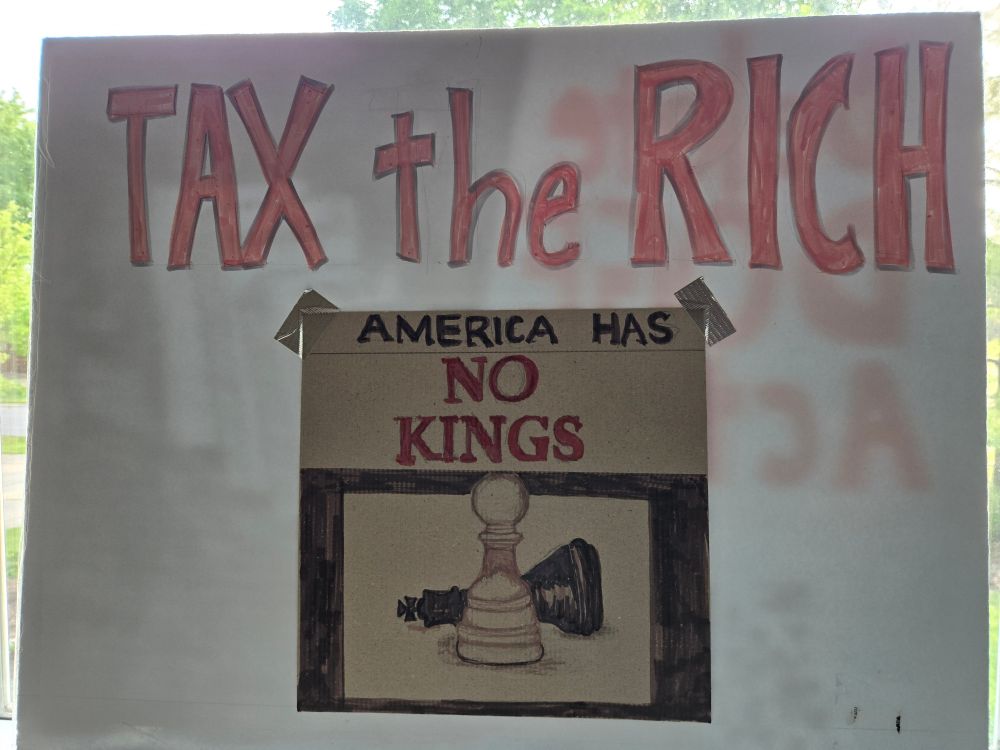 TAX the RICH
AMERICA HAS
NO
KINGS